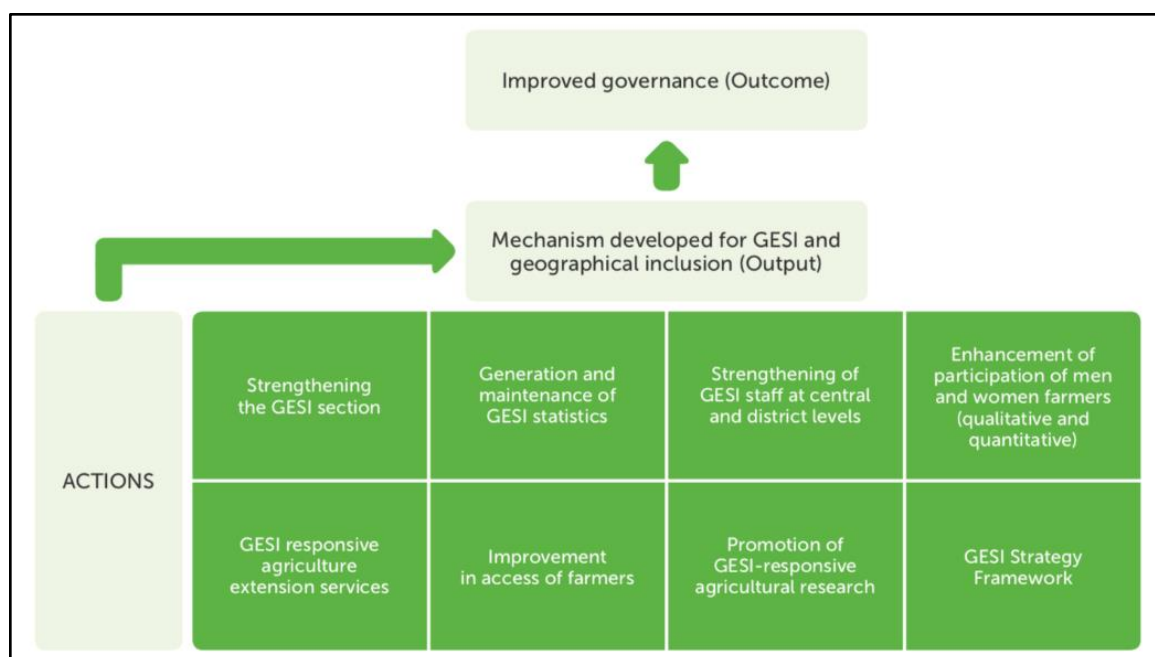 Improved governance (Outcome)
Mechanism developed for GESI and
geographical inclusion (Output)
ACTIONS
Strengthening
the GESI section
Generation and
maintenance of
GESI statistics
Strengthening of
GESI staff at central
and district levels
Enhancement of
participation of men
and women farmers
(qualitative and
quantitative)
GESI responsive
agriculture
extension services
Improvement
in access of farmers
Promotion of
GESI-responsive
agricultural research
GESI Strategy
Framework